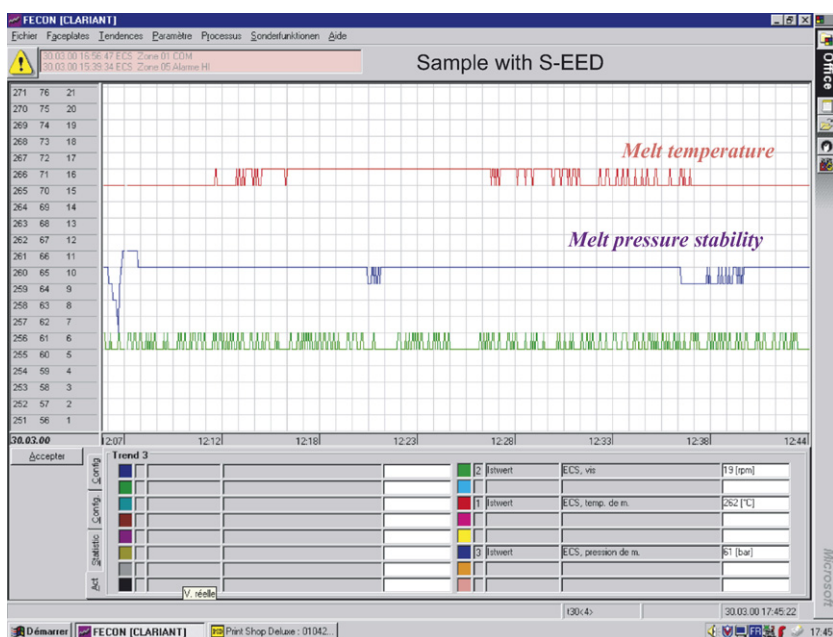 FECON [CLARIANT]
Fichier Faceplates Tendences Paramètre Processus Sonderfunktionen Aide
30.03.00 16:56:47 ECS. Zone 01 COM
30.03.00 15:39:34 ECS. Zone 05 Alarme HI
Sample with S-EED
Office
271 76 21
270 75 20
269 74 19
268 73 18
267 72 17
266 71 16
265 70 15
264 69 14
263 68 13
262 67 12
261 66 11
260 65 10
259 64 9
258 63 8
257 62 7
256 61 6
255 60 5
254 59 4
253 58 3
252 57 2
251 56 1
Melt temperature
Melt pressure stability
30.03.00 12:07 12:12 12:18 12:23 12:28 12:33 12:38 12:44
Accepter
Trend 3
Config.
Config.
Statistic
Act
2 Istwert ECS, vis 19 [rpm]
1 Istwert ECS, temp. de m. 262 [°C]
3 Istwert ECS, pression de m. 61 [bar]
V. réelle
Microsoft
(30<4> 30.03.00 17:45:22
Démarrer FECON [CLARIANT] Print Shop Deluxe : 01042... FR 17:45